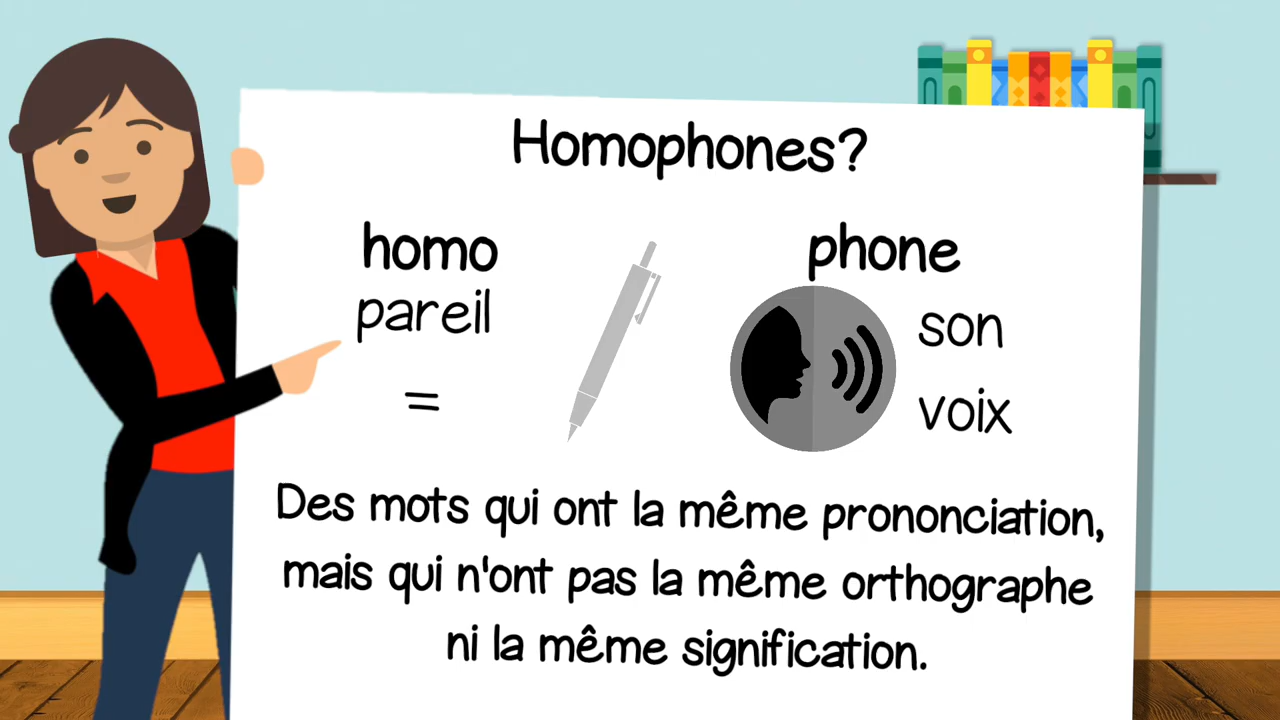 Homophones?
homo
phone
pareil
son
=
voix
Des mots qui ont la même prononciation,
mais qui n'ont pas la même orthographe
ni la même signification.